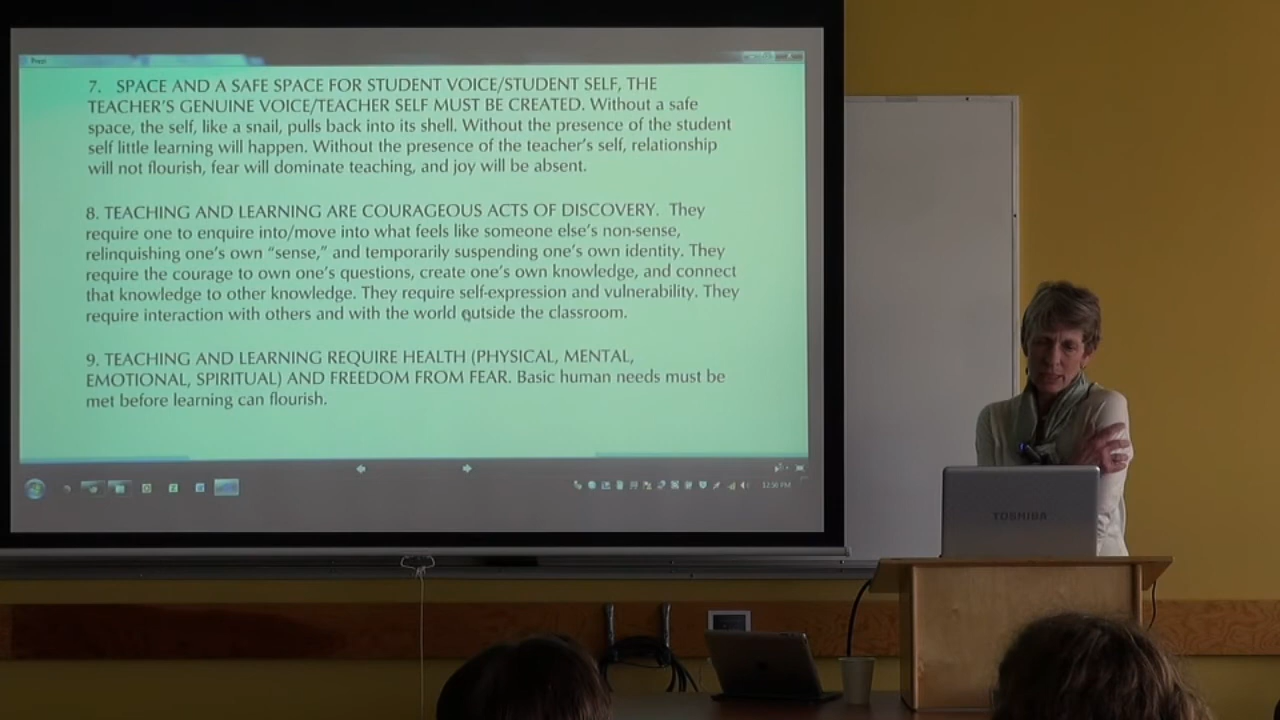 Prezi
7. SPACE AND A SAFE SPACE FOR STUDENT VOICE/STUDENT SELF, THE
TEACHER'S GENUINE VOICE/TEACHER SELF MUST BE CREATED. Without a safe
space, the self, like a snail, pulls back into its shell. Without the presence of the student
self little learning will happen. Without the presence of the teacher's self, relationship
will not flourish, fear will dominate teaching, and joy will be absent.
8. TEACHING AND LEARNING ARE COURAGEOUS ACTS OF DISCOVERY. They
require one to enquire into/move into what feels like someone else's non-sense,
relinquishing one's own “sense,” and temporarily suspending one's own identity. They
require the courage to own one's questions, create one's own knowledge, and connect
that knowledge to other knowledge. They require self-expression and vulnerability. They
require interaction with others and with the world outside the classroom.
9. TEACHING AND LEARNING REQUIRE HEALTH (PHYSICAL, MENTAL,
EMOTIONAL, SPIRITUAL) AND FREEDOM FROM FEAR. Basic human needs must be
met before learning can flourish.
TOSHIBA